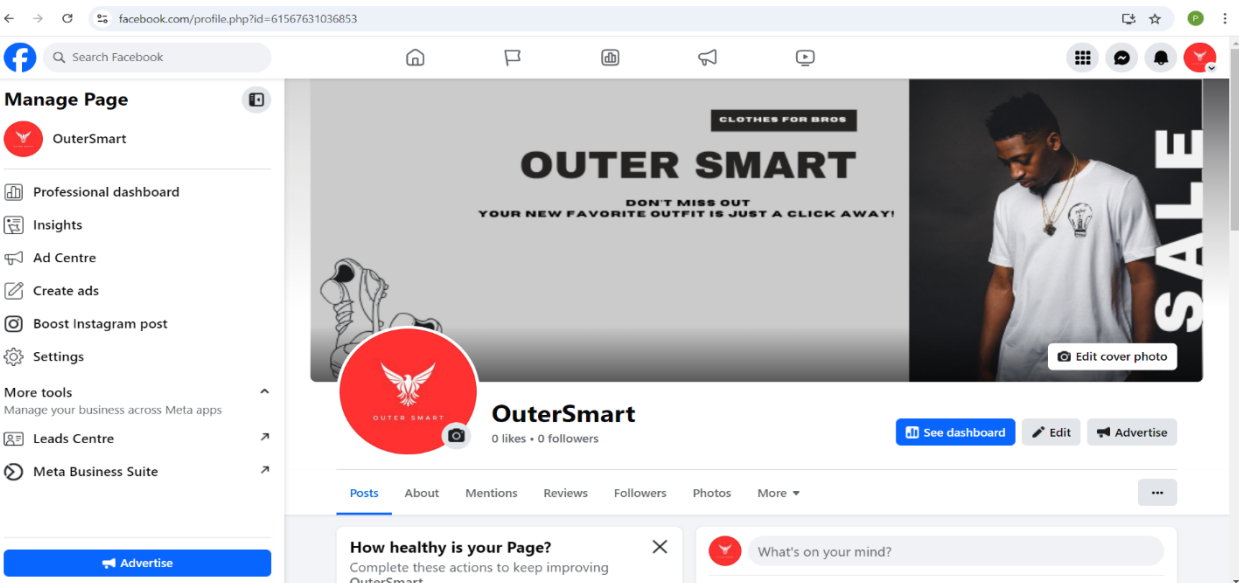 facebook.com/profile.php?id=61567631036853
P
Search Facebook
Manage Page
OuterSmart
Professional dashboard
Insights
Ad Centre
Create ads
Boost Instagram post
Settings
More tools
Manage your business across Meta apps
Leads Centre
Meta Business Suite
Advertise
CLOTHES FOR BROS
OUTER SMART
DON'T MISS OUT
YOUR NEW FAVORITE OUTFIT IS JUST A CLICK AWAY!
SALE
Edit cover photo
OUTER SMART
OuterSmart
0 likes • 0 followers
See dashboard
Edit
Advertise
Posts About Mentions Reviews Followers Photos More
How healthy is your Page?
Complete these actions to keep improving
OuterSmart
What's on your mind?